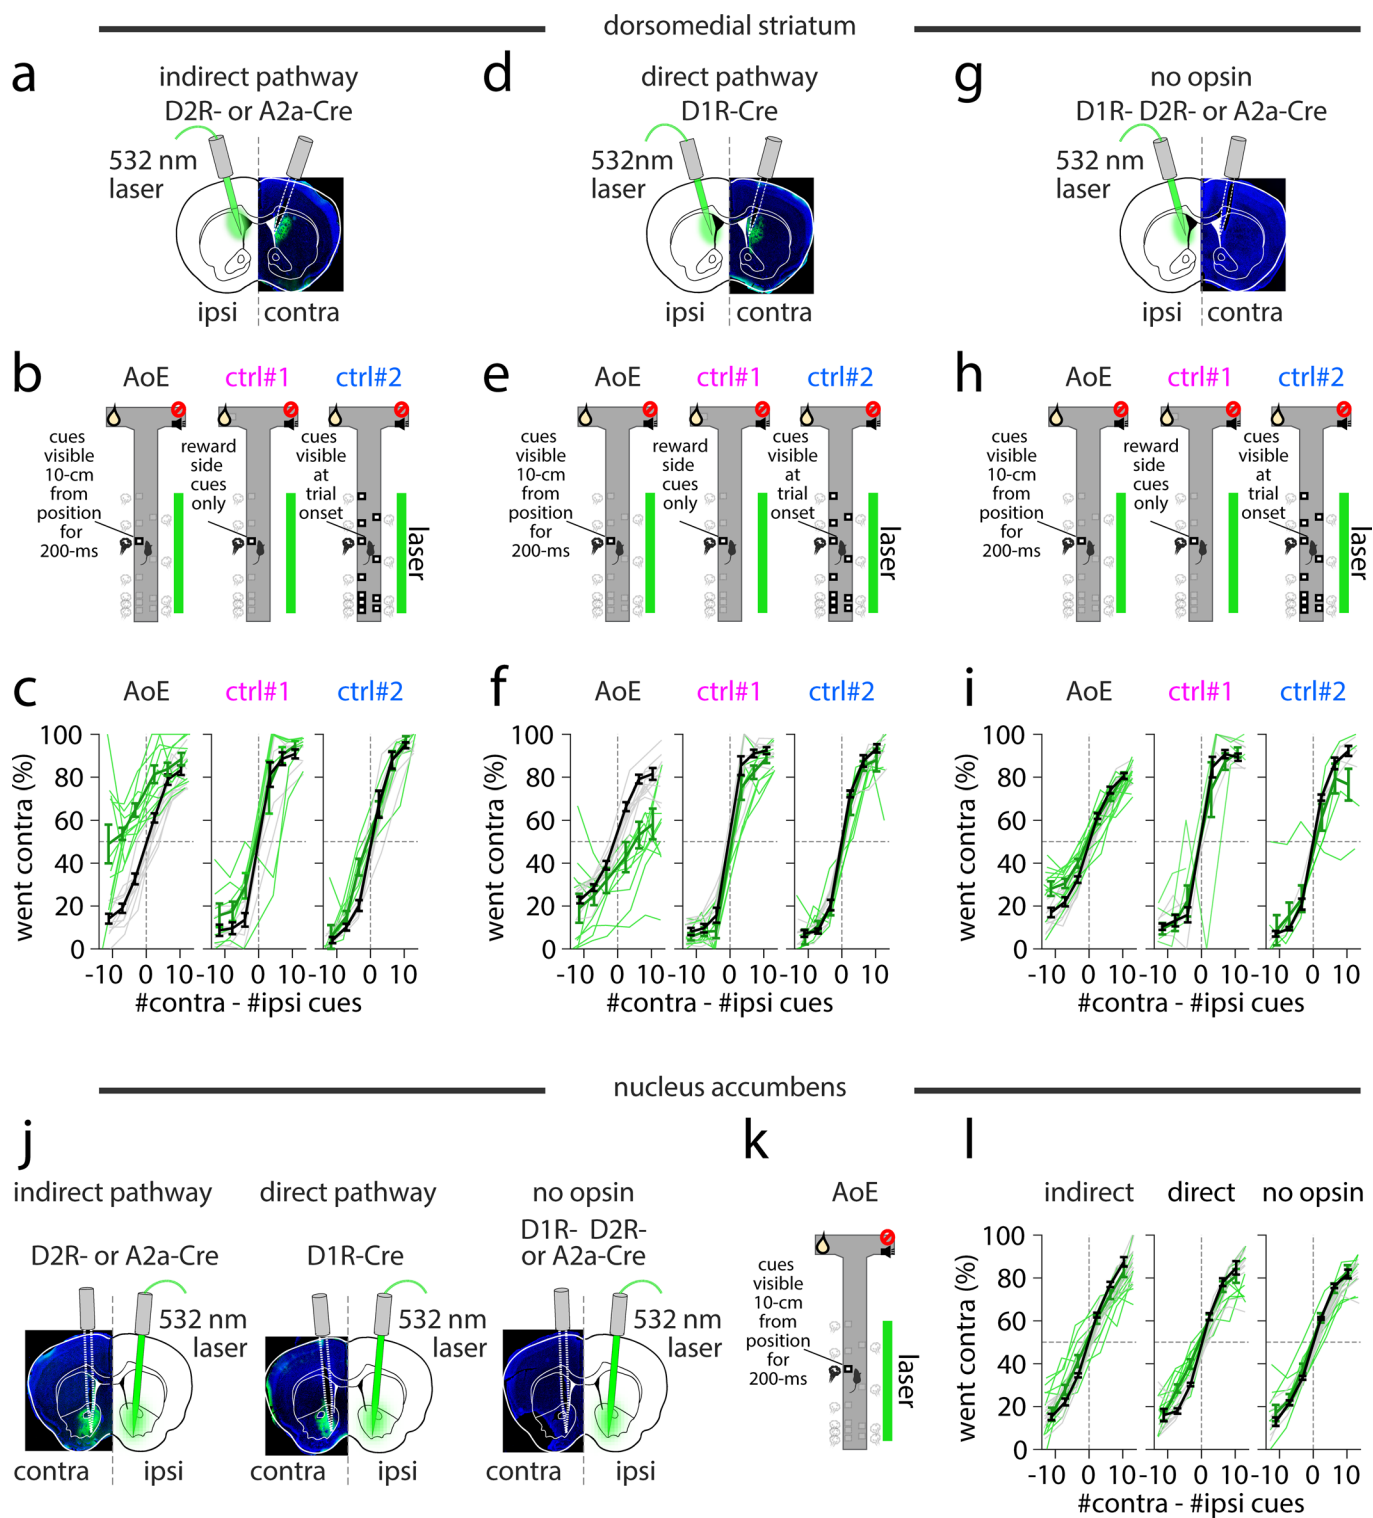 dorsomedial striatum
a
indirect pathway
D2R- or A2a-Cre
532 nm
laser
ipsi
contra
d
direct pathway
D1R-Cre
532nm
laser
ipsi
contra
g
no opsin
D1R- D2R- or A2a-Cre
532 nm
laser
ipsi
contra
b
AoE
ctrl#1
ctrl#2
cues
visible
10-cm
from
position
for
200-ms
reward
side
cues
only
cues
visible
at
trial
onset
laser
e
AoE
ctrl#1
ctrl#2
cues
visible
10-cm
from
position
for
200-ms
reward
side
cues
only
cues
visible
at
trial
onset
laser
h
AoE
ctrl#1
ctrl#2
cues
visible
10-cm
from
position
for
200-ms
reward
side
cues
only
cues
visible
at
trial
onset
laser
c
AoE
ctrl#1
ctrl#2
went contra (%)
100
80
60
40
20
0
-10 0 10
-10 0 10
-10 0 10
#contra - #ipsi cues
f
AoE
ctrl#1
ctrl#2
went contra (%)
100
80
60
40
20
0
-10 0 10
-10 0 10
-10 0 10
#contra - #ipsi cues
i
AoE
ctrl#1
ctrl#2
went contra (%)
100
80
60
40
20
0
-10 0 10
-10 0 10
-10 0 10
#contra - #ipsi cues
nucleus accumbens
j
indirect pathway
D2R- or A2a-Cre
532 nm
laser
contra
ipsi
direct pathway
D1R-Cre
532 nm
laser
contra
ipsi
no opsin
D1R- D2R-
or A2a-Cre
532 nm
laser
contra
ipsi
k
AoE
cues
visible
10-cm
from
position
for
200-ms
laser
l
indirect
direct
no opsin
went contra (%)
100
80
60
40
20
0
-10 0 10
-10 0 10
-10 0 10
#contra - #ipsi cues